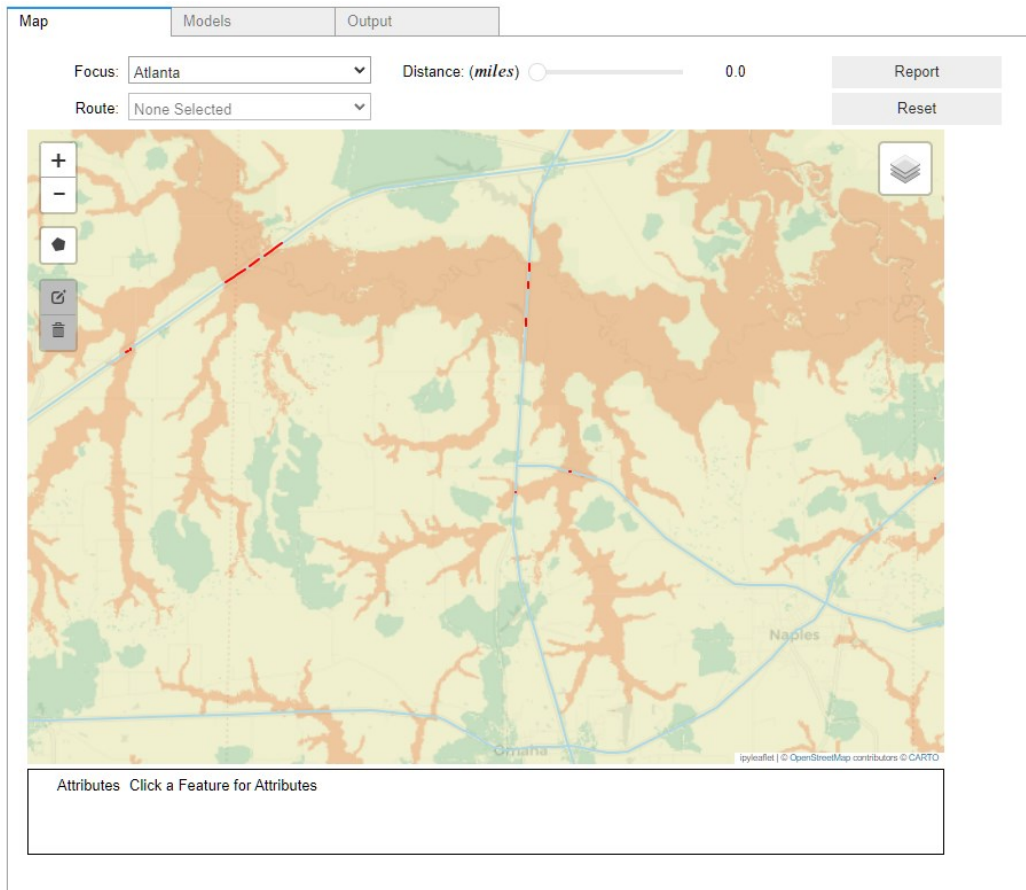 Map Models Output
Focus: Atlanta Distance: (miles) 0.0 Report
Route: None Selected Reset
+
−
Naples
Omaha
ipyleaflet | © OpenStreetMap contributors © CARTO
Attributes Click a Feature for Attributes